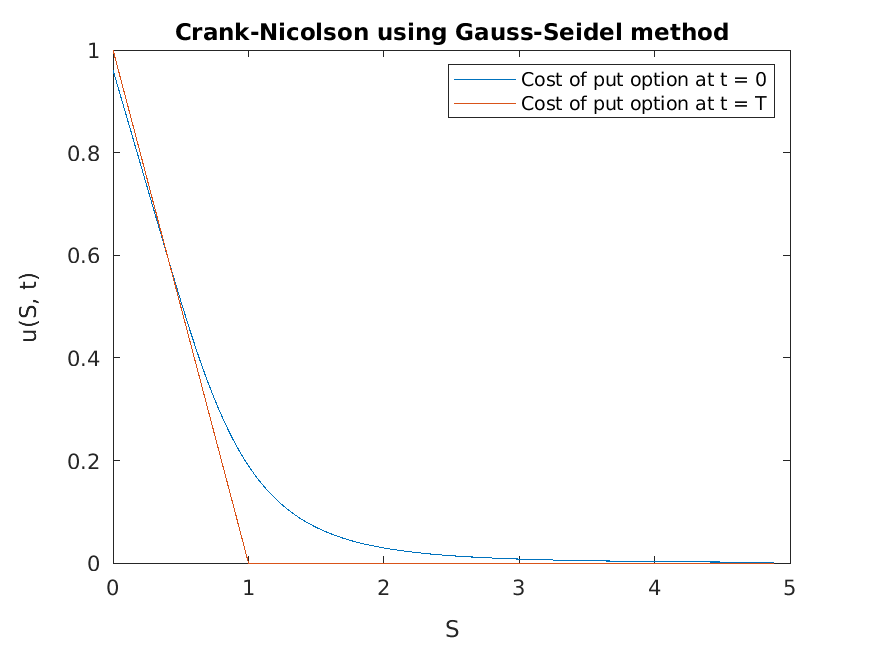 Crank-Nicolson using Gauss-Seidel method
Cost of put option at t = 0
Cost of put option at t = T
u(S, t)
1
0.8
0.6
0.4
0.2
0
0 1 2 3 4 5
S